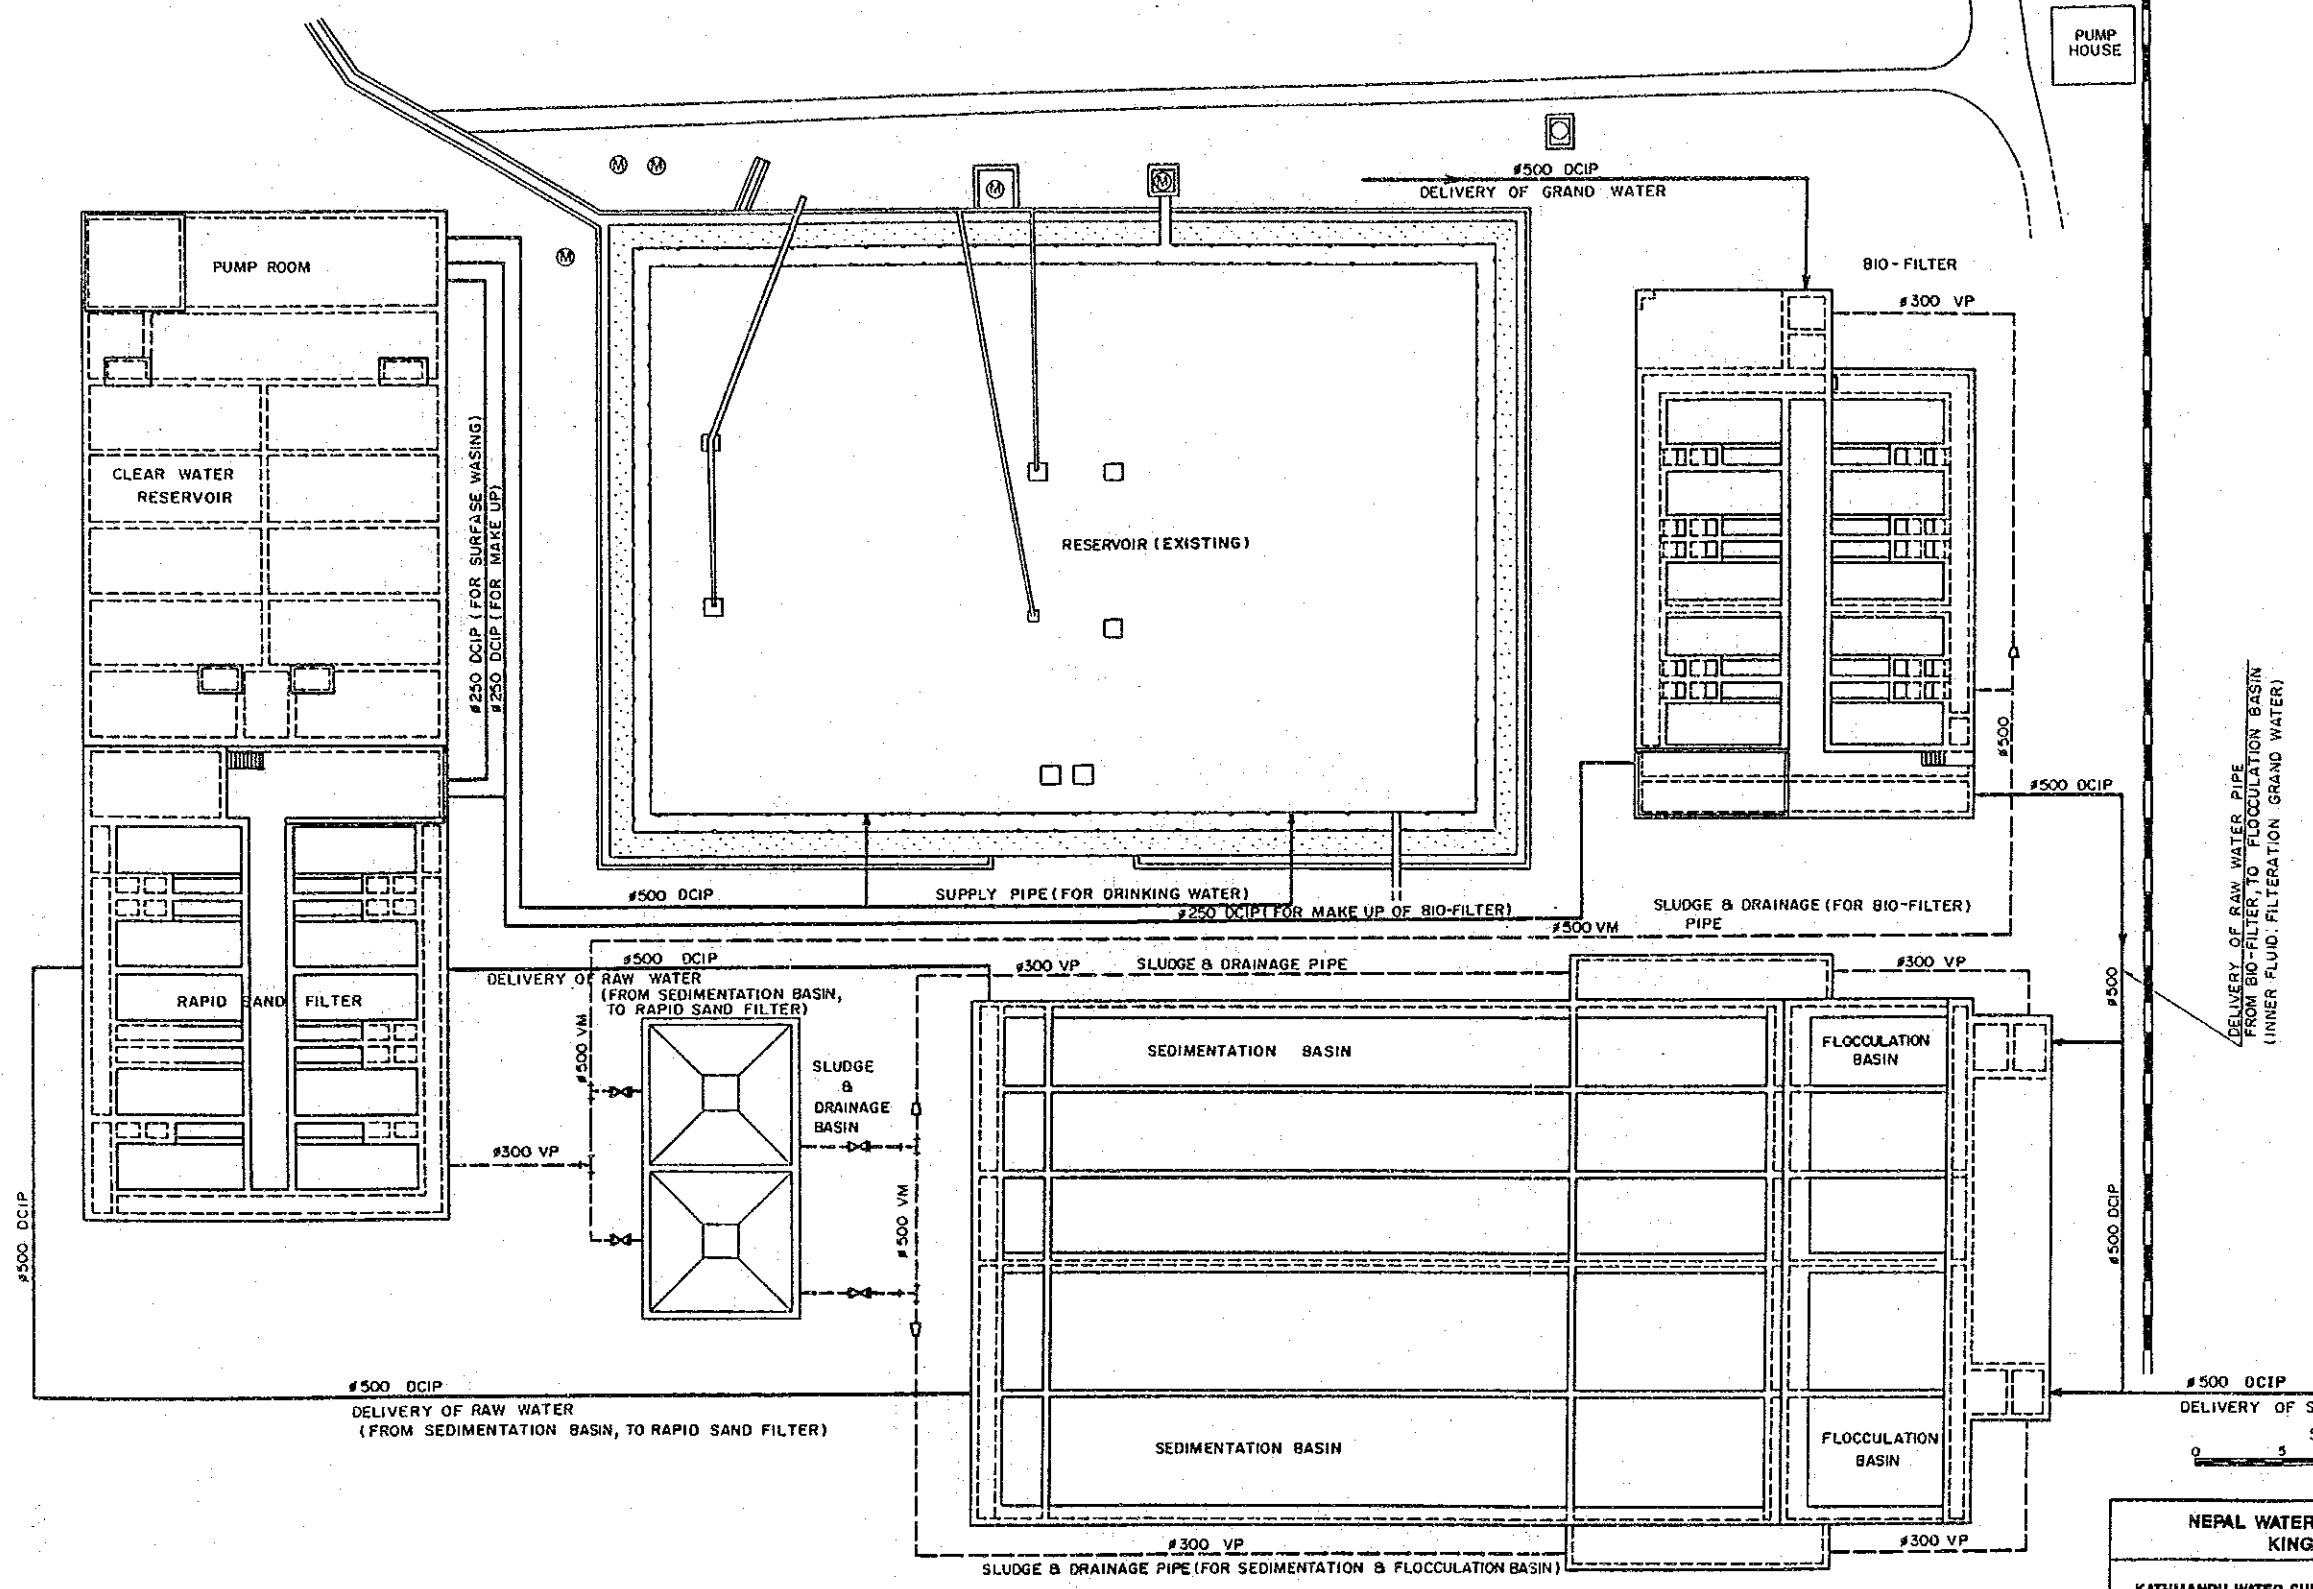 PUMP
HOUSE
ø500 DCIP
DELIVERY OF GRAND WATER
M
M
M
M
M
PUMP ROOM
BIO-FILTER
ø300 VP
CLEAR WATER
RESERVOIR
ø250 DCIP (FOR SURFASE WASING)
ø250 DCIP (FOR MAKE UP)
RESERVOIR (EXISTING)
ø500
ø500 DCIP
DELIVERY OF RAW WATER PIPE
FROM BIO-FILTER, TO FLOCCULATION BASIN
(INNER FLUID: FILTERATION GRAND WATER)
ø500 DCIP
SUPPLY PIPE (FOR DRINKING WATER)
ø250 DCIP (FOR MAKE UP OF BIO-FILTER)
SLUDGE & DRAINAGE (FOR BIO-FILTER)
PIPE
ø500 VM
ø500 DCIP
DELIVERY OF RAW WATER
(FROM SEDIMENTATION BASIN,
TO RAPID SAND FILTER)
ø300 VP
SLUDGE & DRAINAGE PIPE
ø300 VP
ø500
RAPID SAND FILTER
ø500 VM
SLUDGE
&
DRAINAGE
BASIN
SEDIMENTATION BASIN
FLOCCULATION
BASIN
ø300 VP
ø500 VM
ø500 DCIP
ø500 DCIP
ø500 DCIP
DELIVERY OF RAW WATER
(FROM SEDIMENTATION BASIN, TO RAPID SAND FILTER)
SEDIMENTATION BASIN
FLOCCULATION
BASIN
ø500 DCIP
DELIVERY OF S
0 5
ø300 VP
SLUDGE & DRAINAGE PIPE (FOR SEDIMENTATION & FLOCCULATION BASIN)
ø300 VP
NEPAL WATER
KING
KATHMANDU WATER SU